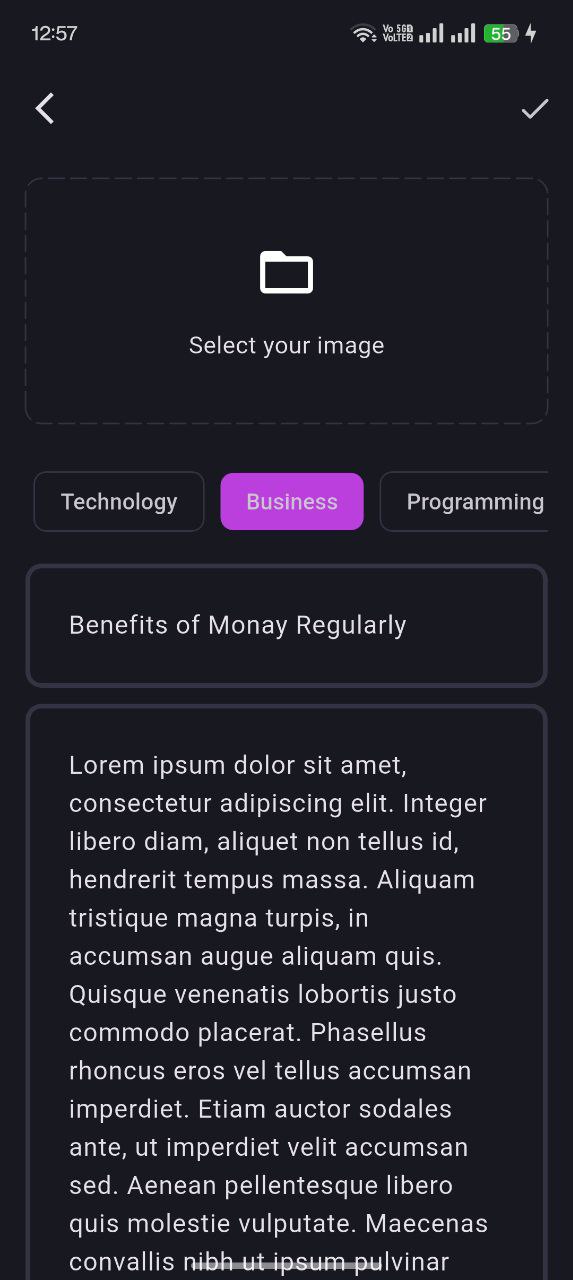 12:57
Vo 5G
VoLTE2
55
Select your image
Technology
Business
Programming
Benefits of Monay Regularly
Lorem ipsum dolor sit amet,
consectetur adipiscing elit. Integer
libero diam, aliquet non tellus id,
hendrerit tempus massa. Aliquam
tristique magna turpis, in
accumsan augue aliquam quis.
Quisque venenatis lobortis justo
commodo placerat. Phasellus
rhoncus eros vel tellus accumsan
imperdiet. Etiam auctor sodales
ante, ut imperdiet velit accumsan
sed. Aenean pellentesque libero
quis molestie vulputate. Maecenas
convallis nibh ut ipsum pulvinar